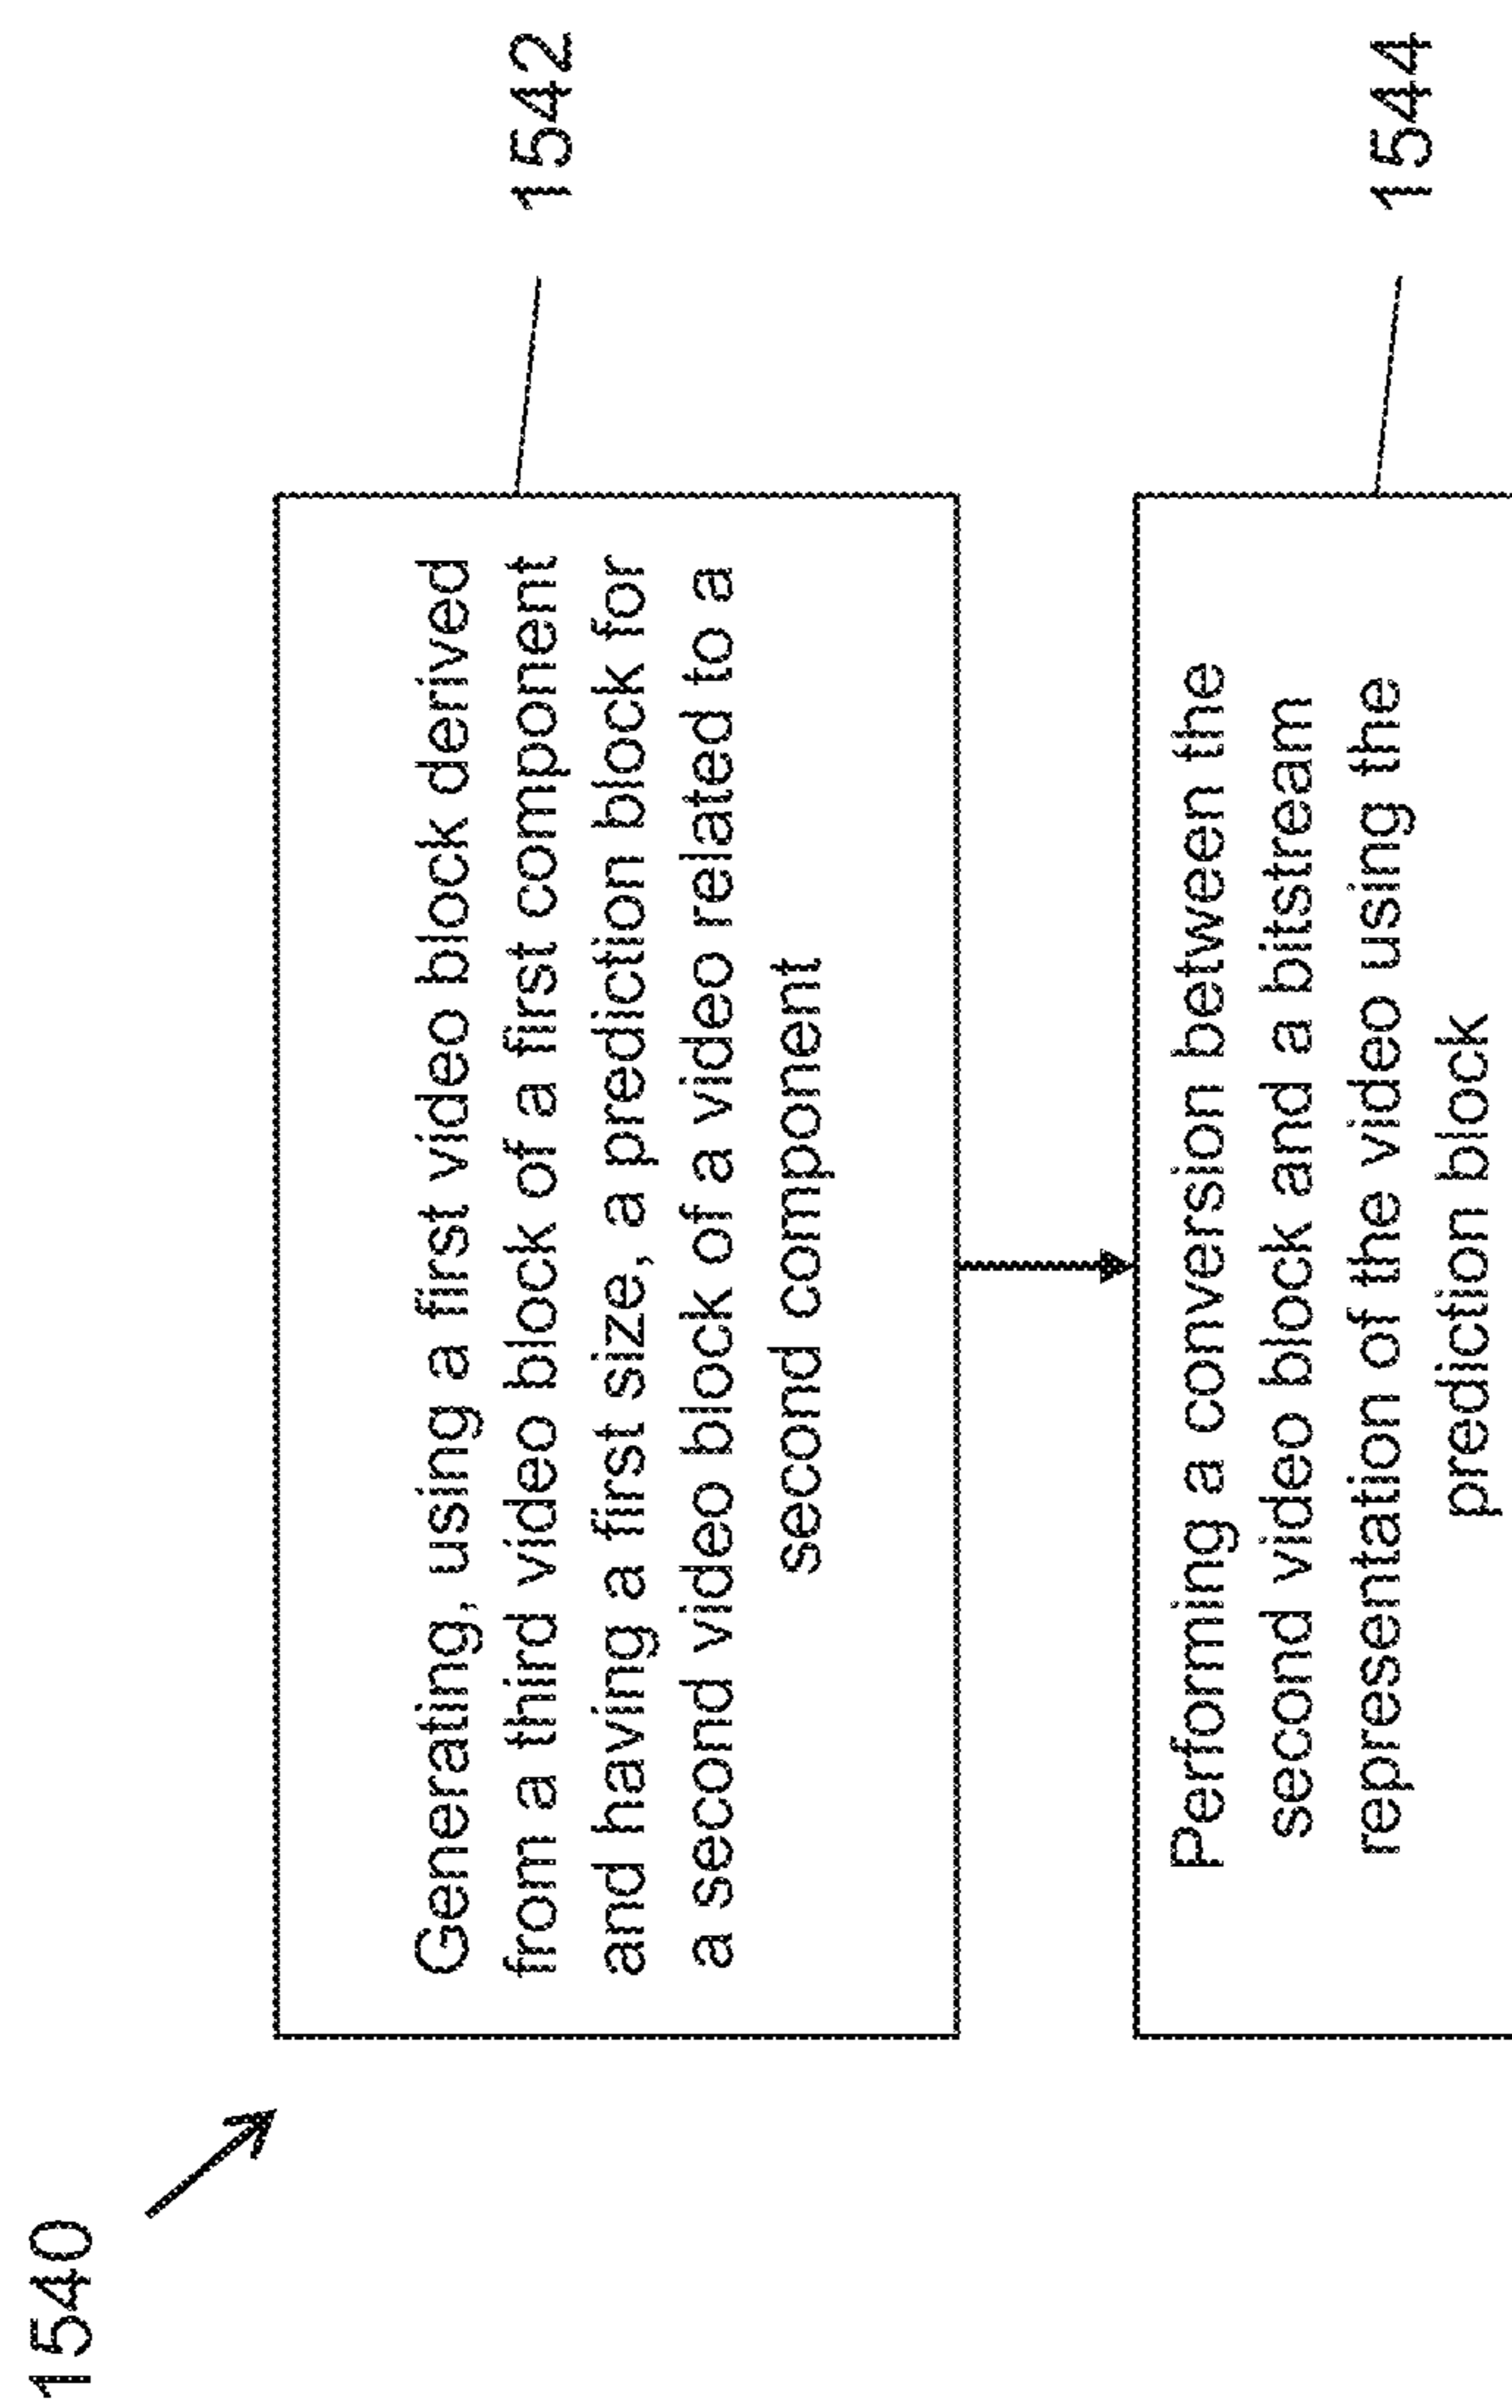 1540
Generating, using a first video block derived
from a third video block of a first component
and having a first size, a prediction block for
a second video block of a video related to a
second component
1542
Performing a conversion between the
second video block and a bitstream
representation of the video using the
prediction block
1544